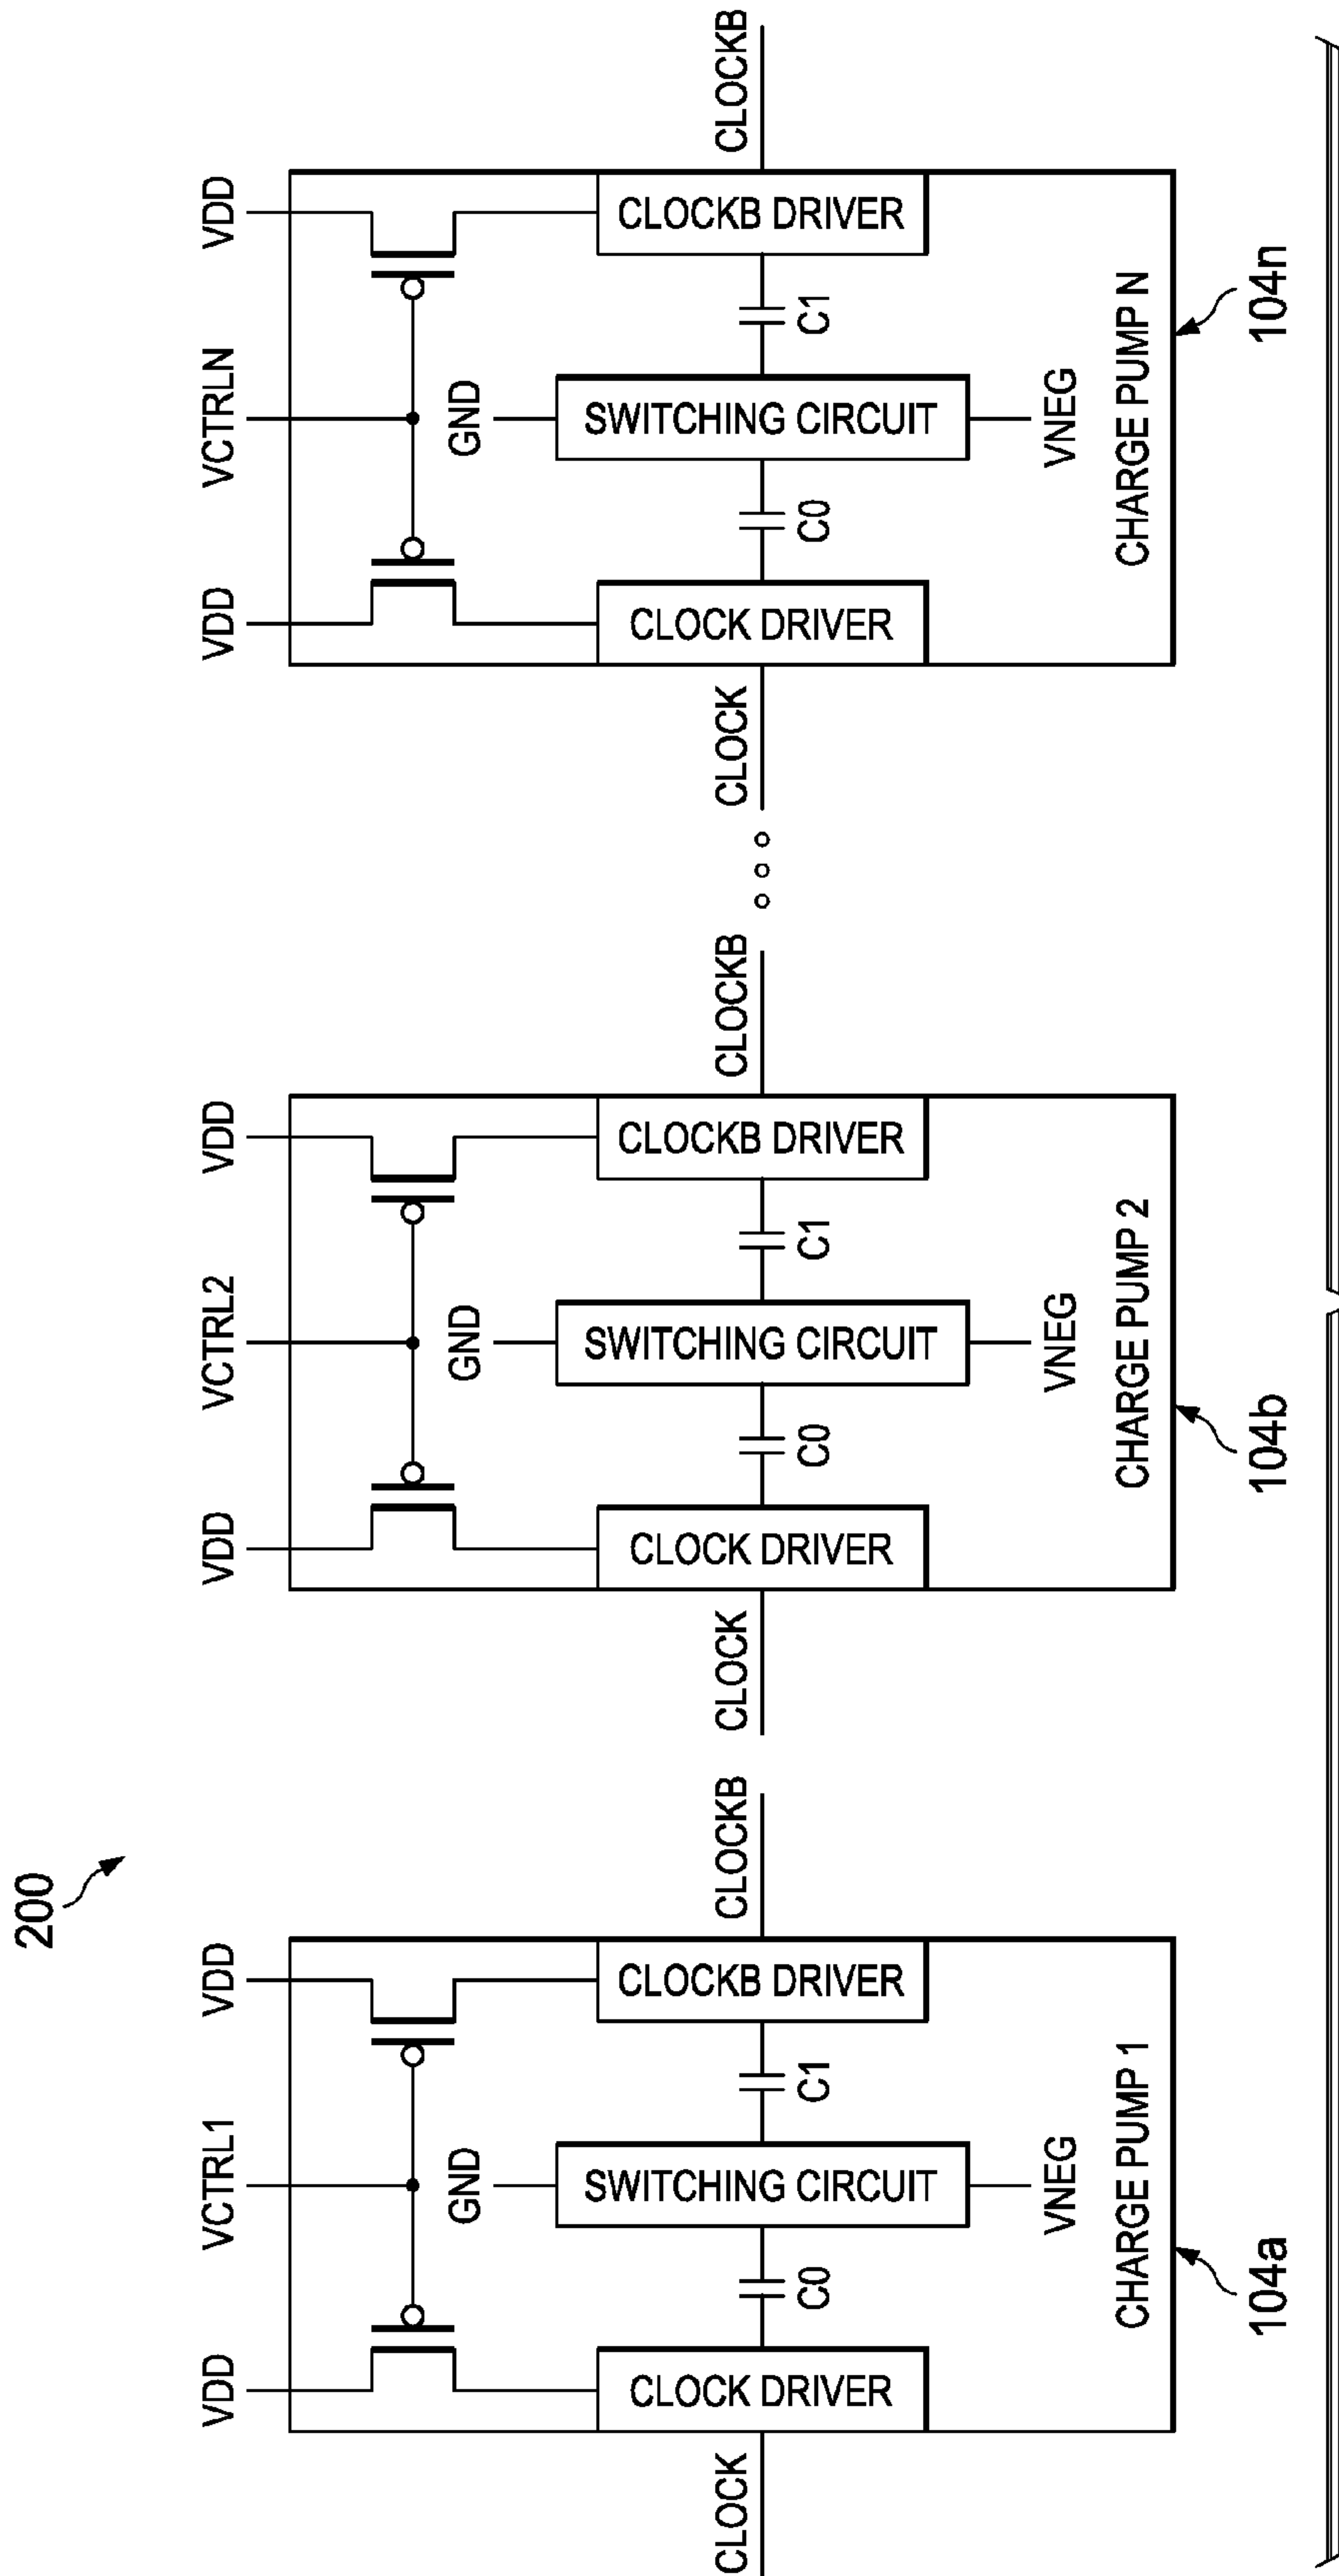 200
VDD
VCTRL1
VDD
GND
CLOCK
CLOCK DRIVER
C0
SWITCHING CIRCUIT
C1
CLOCKB DRIVER
CLOCKB
VNEG
CHARGE PUMP 1
104a
VDD
VCTRL2
VDD
GND
CLOCK
CLOCK DRIVER
C0
SWITCHING CIRCUIT
C1
CLOCKB DRIVER
CLOCKB
VNEG
CHARGE PUMP 2
104b
VDD
VCTRLN
VDD
GND
CLOCK
CLOCK DRIVER
C0
SWITCHING CIRCUIT
C1
CLOCKB DRIVER
CLOCKB
VNEG
CHARGE PUMP N
104n